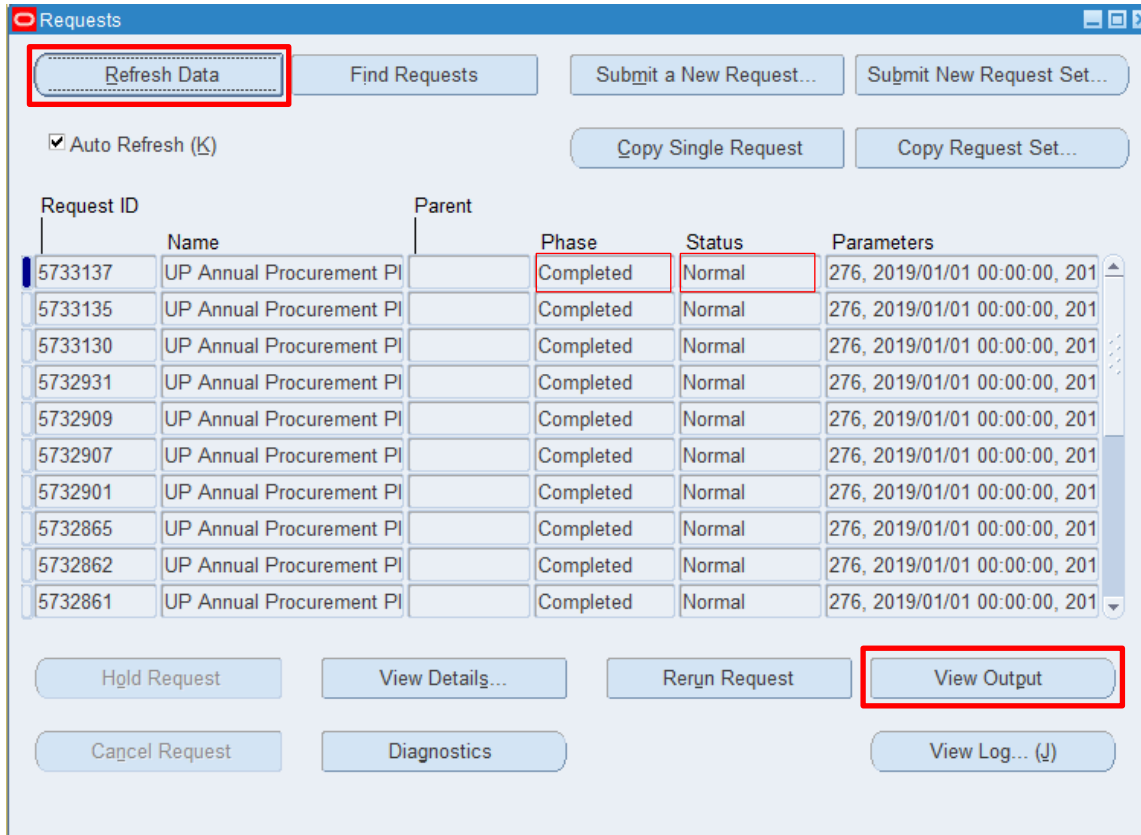 Requests
Refresh Data Find Requests Submit a New Request... Submit New Request Set...
Auto Refresh (K) Copy Single Request Copy Request Set...
Request ID Parent
Name Phase Status Parameters
5733137 UP Annual Procurement Pl Completed Normal 276, 2019/01/01 00:00:00, 201
5733135 UP Annual Procurement Pl Completed Normal 276, 2019/01/01 00:00:00, 201
5733130 UP Annual Procurement Pl Completed Normal 276, 2019/01/01 00:00:00, 201
5732931 UP Annual Procurement Pl Completed Normal 276, 2019/01/01 00:00:00, 201
5732909 UP Annual Procurement Pl Completed Normal 276, 2019/01/01 00:00:00, 201
5732907 UP Annual Procurement Pl Completed Normal 276, 2019/01/01 00:00:00, 201
5732901 UP Annual Procurement Pl Completed Normal 276, 2019/01/01 00:00:00, 201
5732865 UP Annual Procurement Pl Completed Normal 276, 2019/01/01 00:00:00, 201
5732862 UP Annual Procurement Pl Completed Normal 276, 2019/01/01 00:00:00, 201
5732861 UP Annual Procurement Pl Completed Normal 276, 2019/01/01 00:00:00, 201
Hold Request View Details... Rerun Request View Output
Cancel Request Diagnostics View Log... (J)